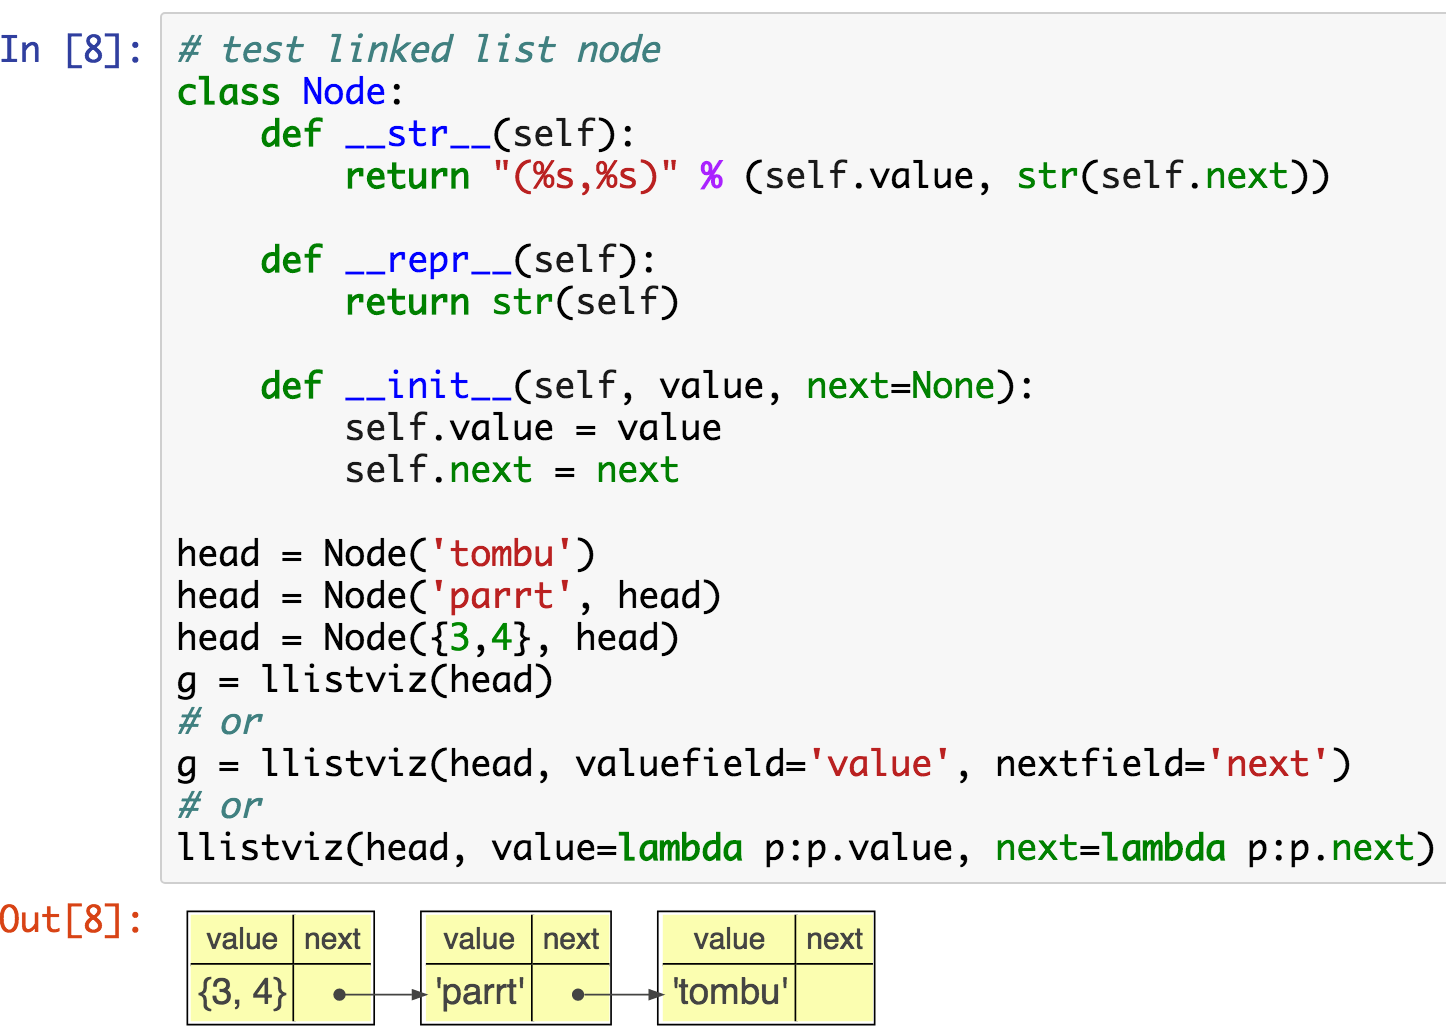 In [8]: # test linked list node
class Node:
    def __str__(self):
        return "(%s,%s)" % (self.value, str(self.next))

    def __repr__(self):
        return str(self)

    def __init__(self, value, next=None):
        self.value = value
        self.next = next

head = Node('tombu')
head = Node('parrt', head)
head = Node({3,4}, head)
g = llistviz(head)
# or
g = llistviz(head, valuefield='value', nextfield='next')
# or
llistviz(head, value=lambda p:p.value, next=lambda p:p.next)
Out[8]:
value next value next value next
{3, 4} 'parrt' 'tombu'